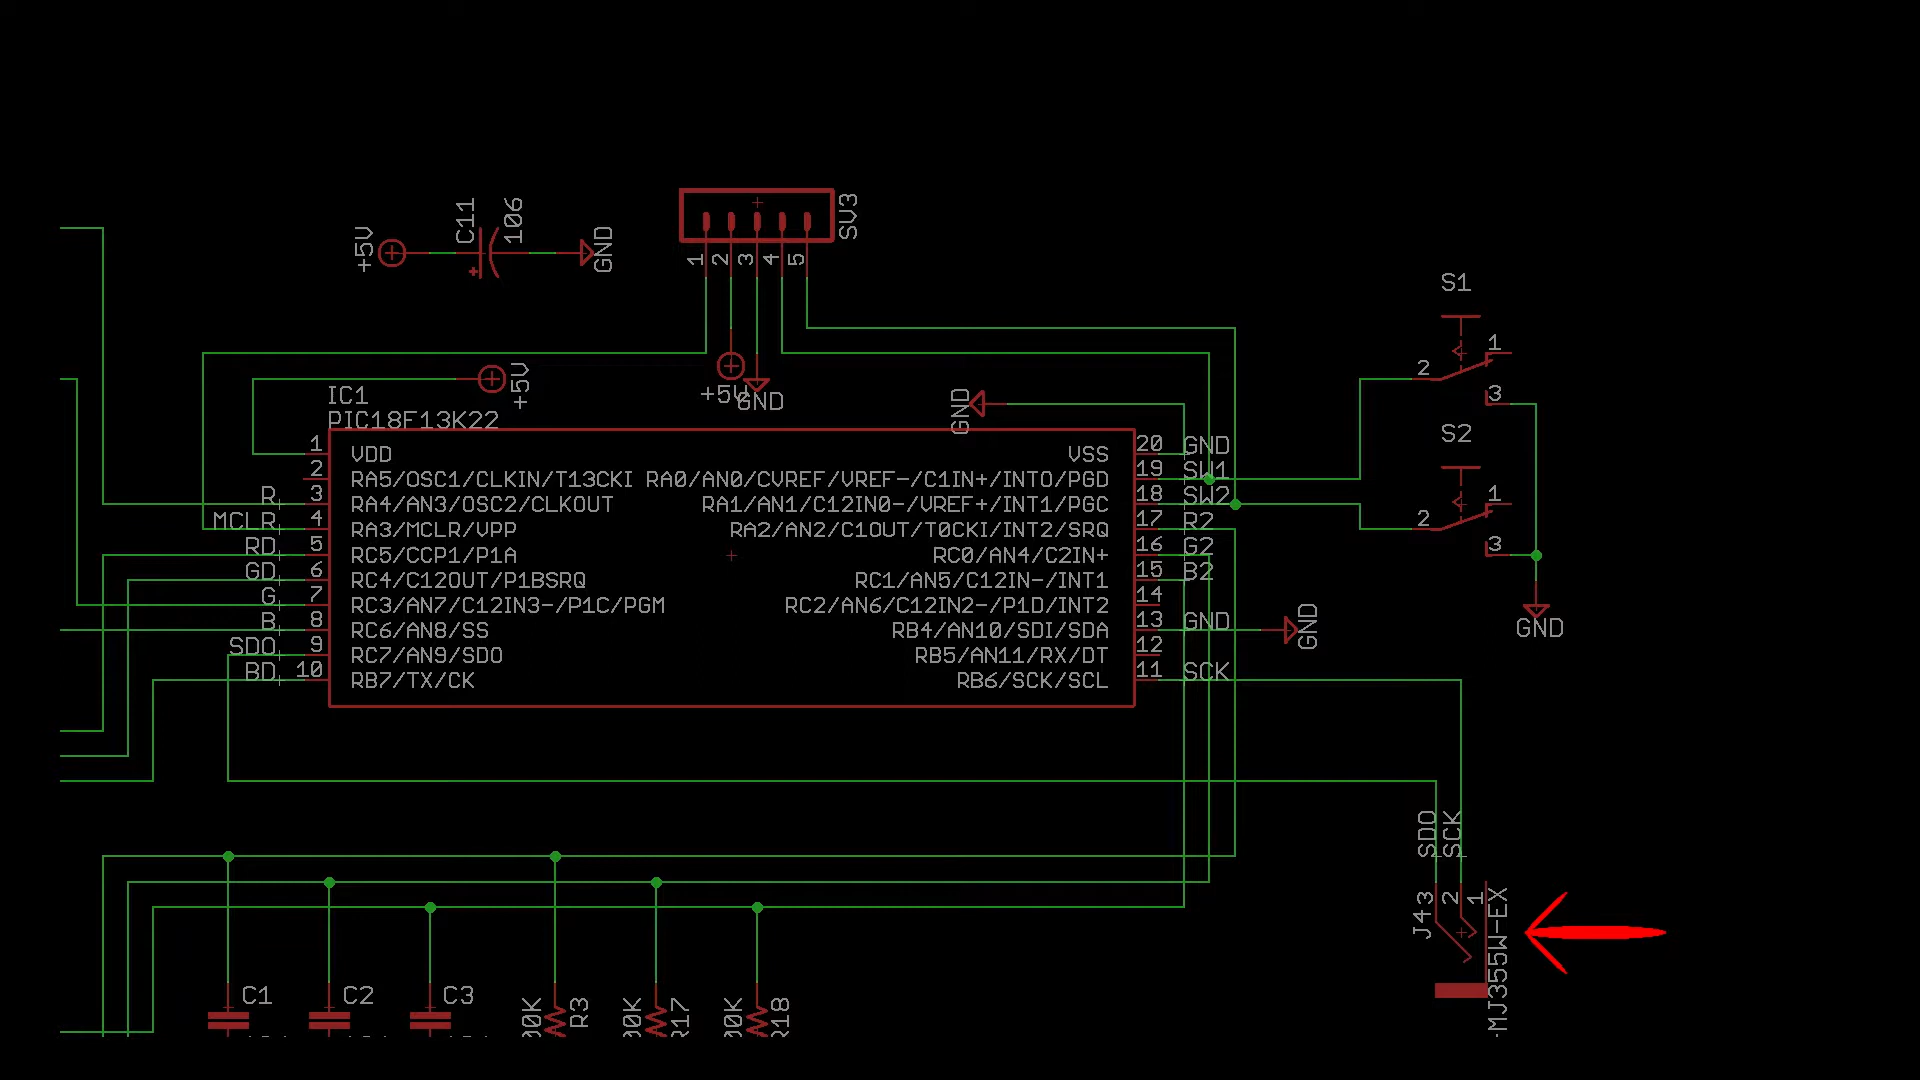 C11
106
+5V
GND
SV3
1 2 3 4 5
+5V
GND
+5V
IC1
PIC18F13K22
GND
S1
1
2
3
S2
1
2
3
GND
1 VDD VSS 20 GND
2 RA5/OSC1/CLKIN/T13CKI RA0/AN0/CVREF/VREF-/C1IN+/INT0/PGD 19 SW1
R 3 RA4/AN3/OSC2/CLKOUT RA1/AN1/C12IN0-/VREF+/INT1/PGC 18 SW2
MCLR 4 RA3/MCLR/VPP RA2/AN2/C1OUT/T0CKI/INT2/SRQ 17 R2
RD 5 RC5/CCP1/P1A RC0/AN4/C2IN+ 16 G2
GD 6 RC4/C12OUT/P1BSRQ RC1/AN5/C12IN-/INT1 15 B2
G 7 RC3/AN7/C12IN3-/P1C/PGM RC2/AN6/C12IN2-/P1D/INT2 14
B 8 RC6/AN8/SS RB4/AN10/SDI/SDA 13 GND GND
SDO 9 RC7/AN9/SDO RB5/AN11/RX/DT 12
BD 10 RB7/TX/CK RB6/SCK/SCL 11 SCK
SDO
SCK
3 2 1
J4
-MJ355W-EX
C1 C2 C3
00K R3
00K R17
00K R18